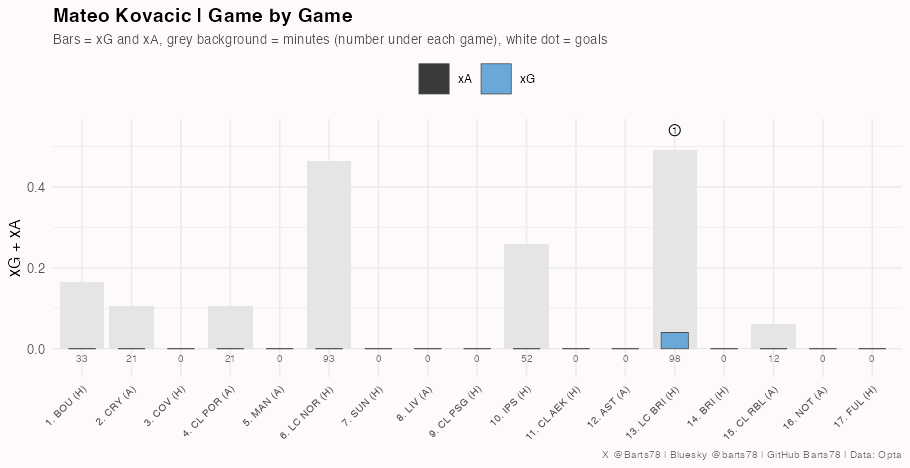 Mateo Kovacic | Game by Game
Bars = xG and xA, grey background = minutes (number under each game), white dot = goals
xA xG
1
xG + xA
0.4
0.2
0.0
33 21 0 21 0 93 0 0 0 52 0 0 98 0 12 0 0
1. BOU (H)
2. CRY (A)
3. COV (H)
4. CL POR (A)
5. MAN (A)
6. LC NOR (H)
7. SUN (H)
8. LIV (A)
9. CL PSG (H)
10. IPS (H)
11. CL AEK (H)
12. AST (A)
13. LC BRI (H)
14. BRI (H)
15. CL RBL (A)
16. NOT (A)
17. FUL (H)
X @Barts78 | Bluesky @barts78 | GitHub Barts78 | Data: Opta